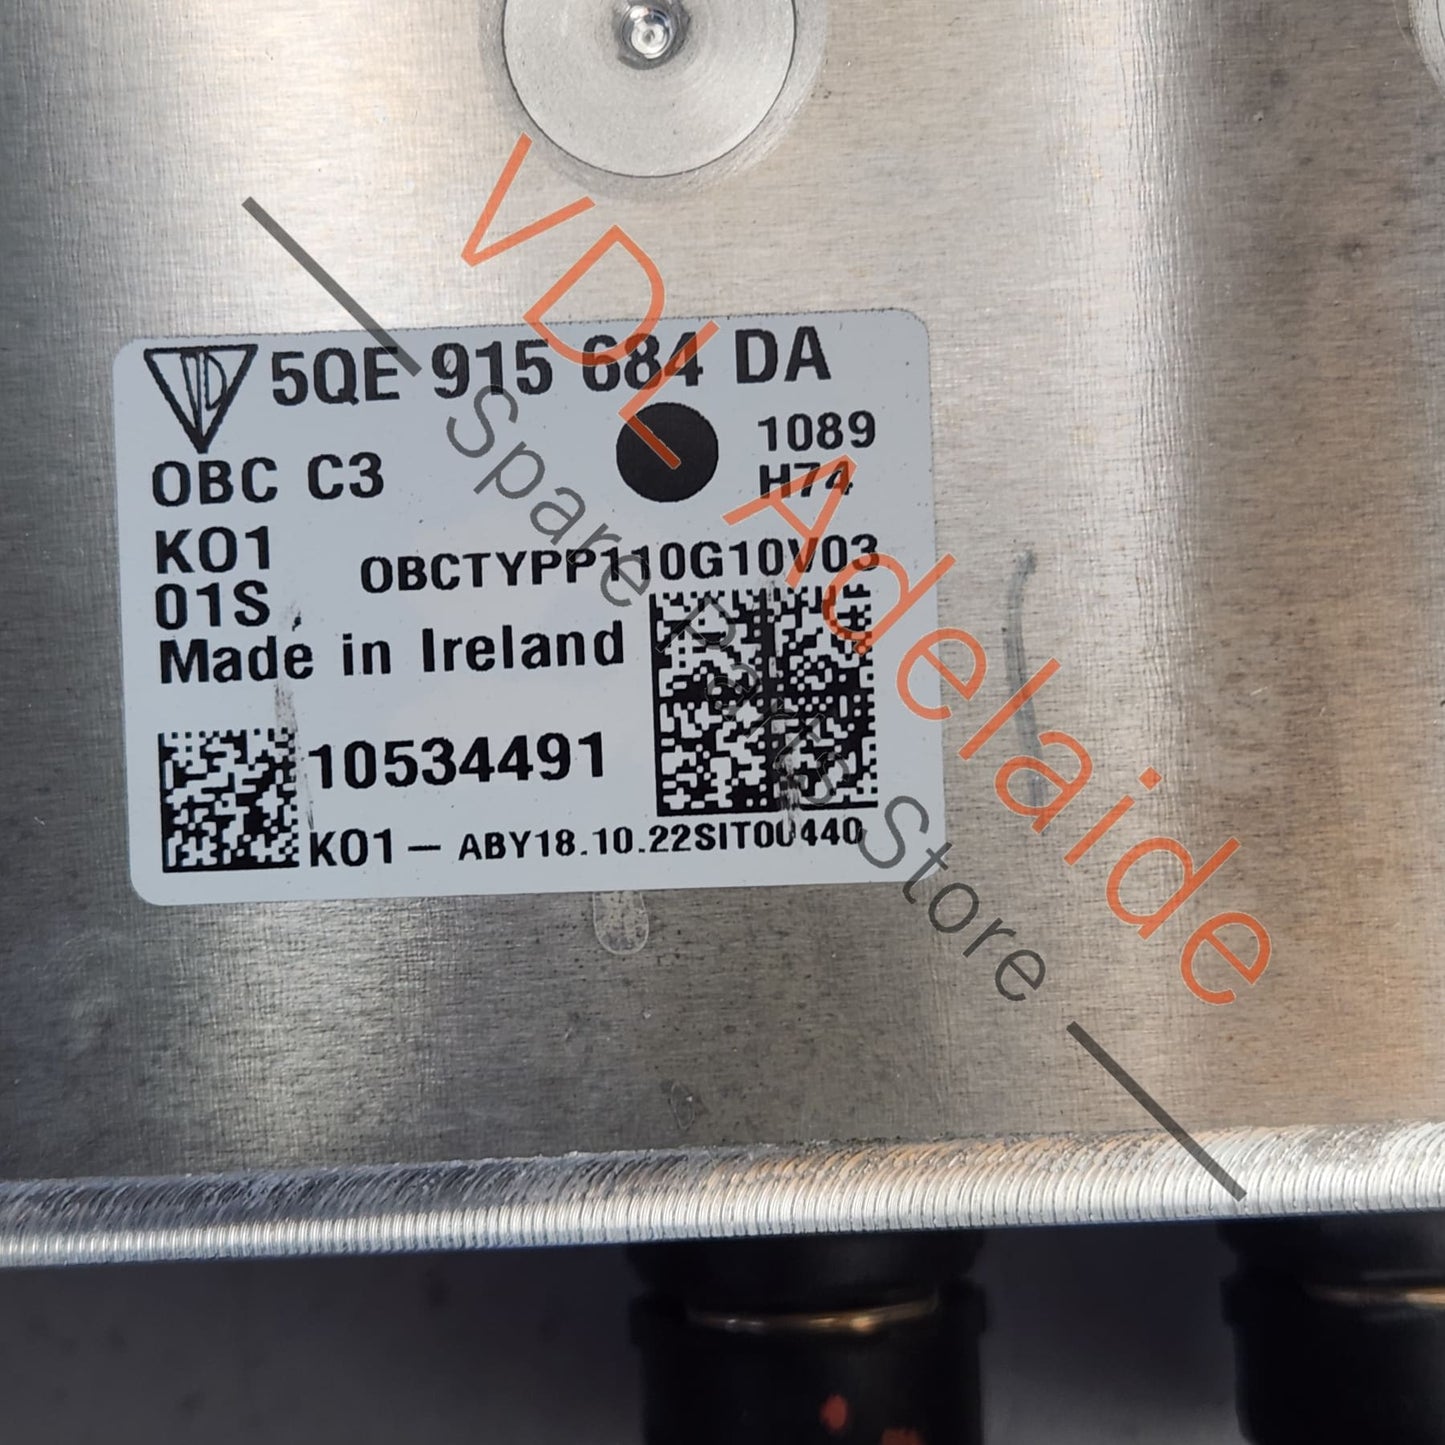 5QE 915 684 DA
OBC C3
1089
H74
KO1
01S
OBCTYPP110G10V03
Made in Ireland
10534491
KO1 — ABY18.10.22SIT00440
VDL Adelaide
Spare Parts Store